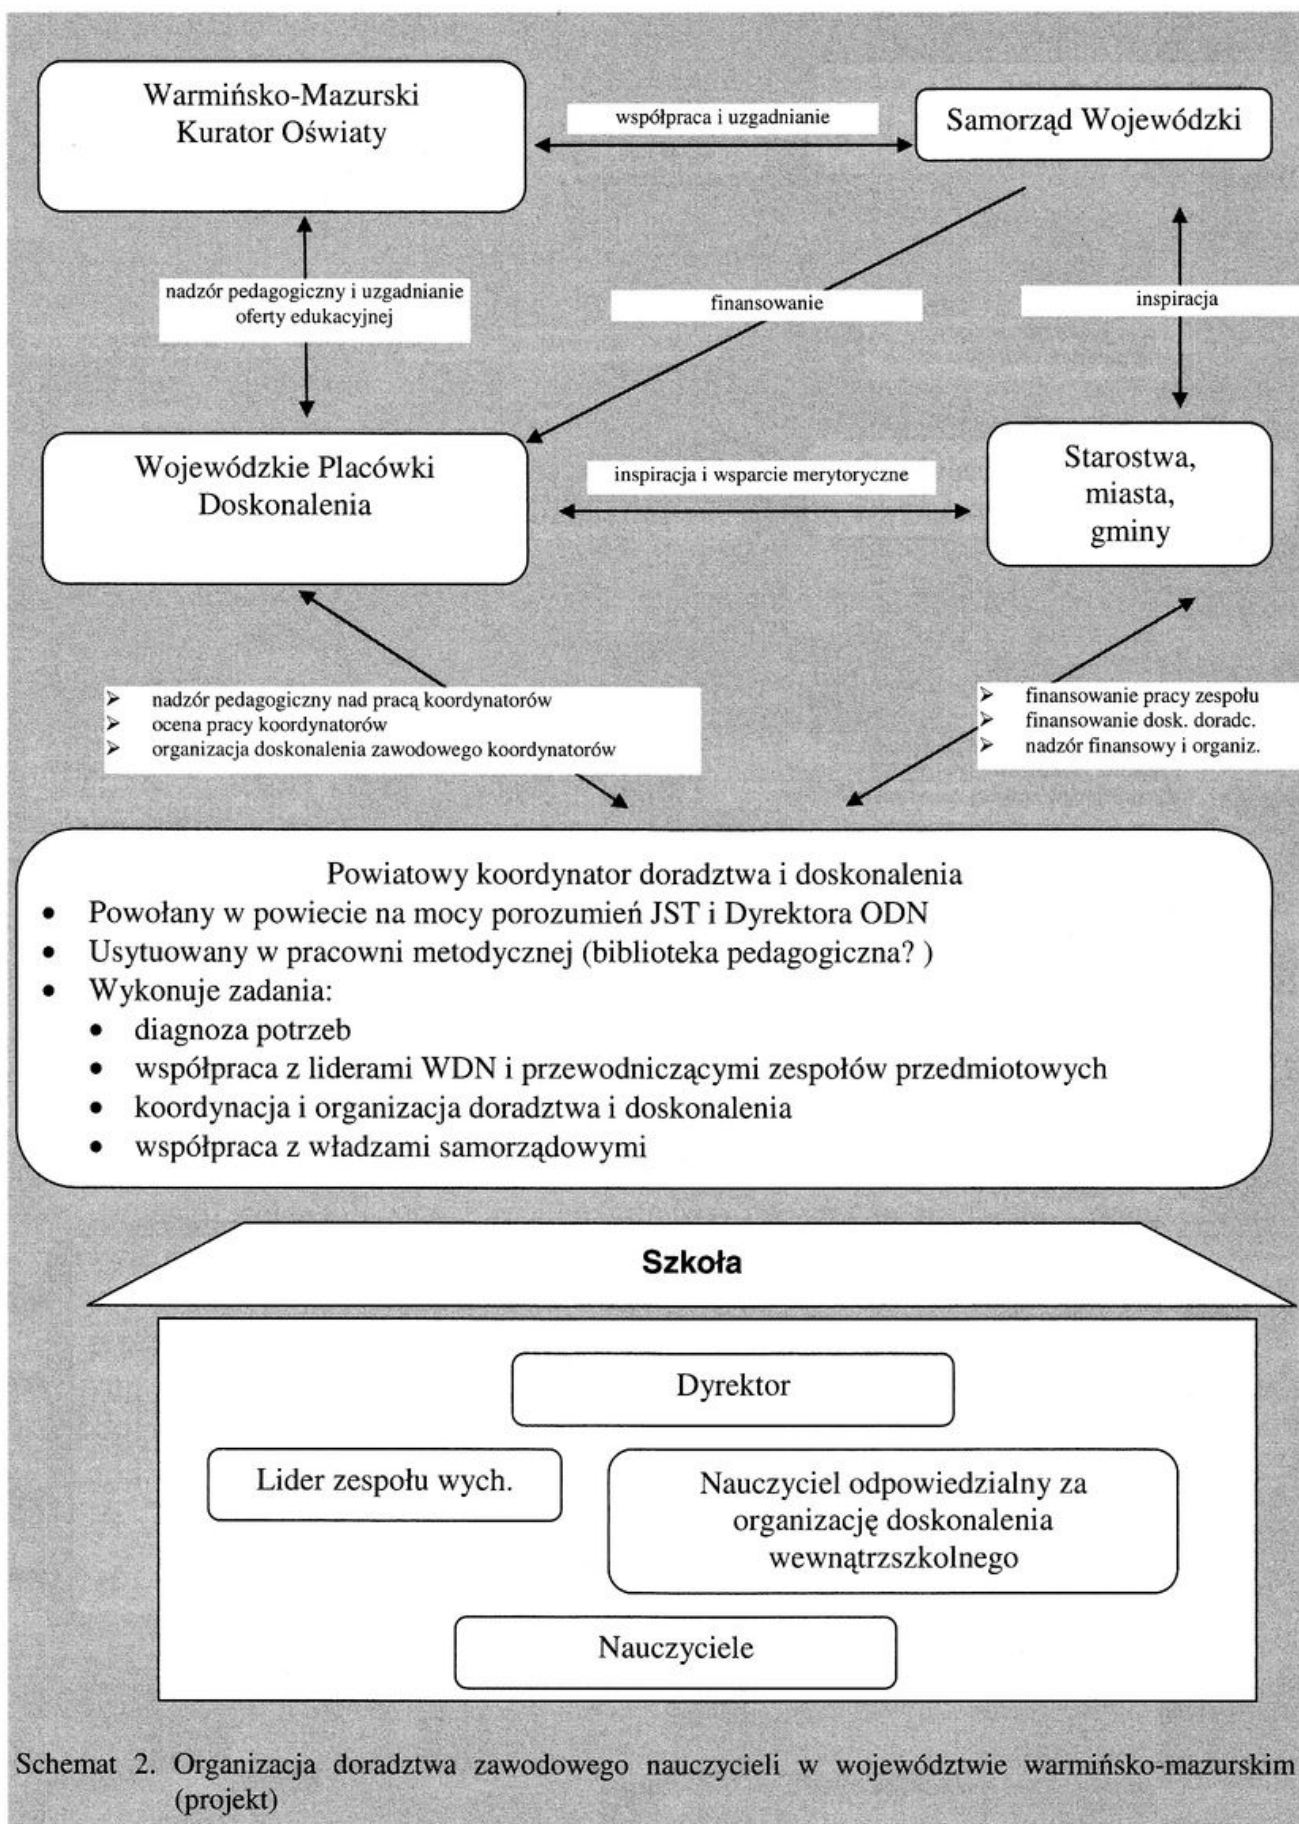 Warmińsko-Mazurski
Kurator Oświaty
współpraca i uzgadnianie
Samorząd Wojewódzki
nadzór pedagogiczny i uzgadnianie
oferty edukacyjnej
finansowanie
inspiracja
Wojewódzkie Placówki
Doskonalenia
inspiracja i wsparcie merytoryczne
Starostwa,
miasta,
gminy
➢ nadzór pedagogiczny nad pracą koordynatorów
➢ ocena pracy koordynatorów
➢ organizacja doskonalenia zawodowego koordynatorów
➢ finansowanie pracy zespołu
➢ finansowanie dosk. doradc.
➢ nadzór finansowy i organiz.
Powiatowy koordynator doradztwa i doskonalenia
• Powołany w powiecie na mocy porozumień JST i Dyrektora ODN
• Usytuowany w pracowni metodycznej (biblioteka pedagogiczna? )
• Wykonuje zadania:
• diagnoza potrzeb
• współpraca z liderami WDN i przewodniczącymi zespołów przedmiotowych
• koordynacja i organizacja doradztwa i doskonalenia
• współpraca z władzami samorządowymi
Szkoła
Dyrektor
Lider zespołu wych.
Nauczyciel odpowiedzialny za
organizację doskonalenia
wewnątrzszkolnego
Nauczyciele
Schemat 2. Organizacja doradztwa zawodowego nauczycieli w województwie warmińsko-mazurskim
(projekt)